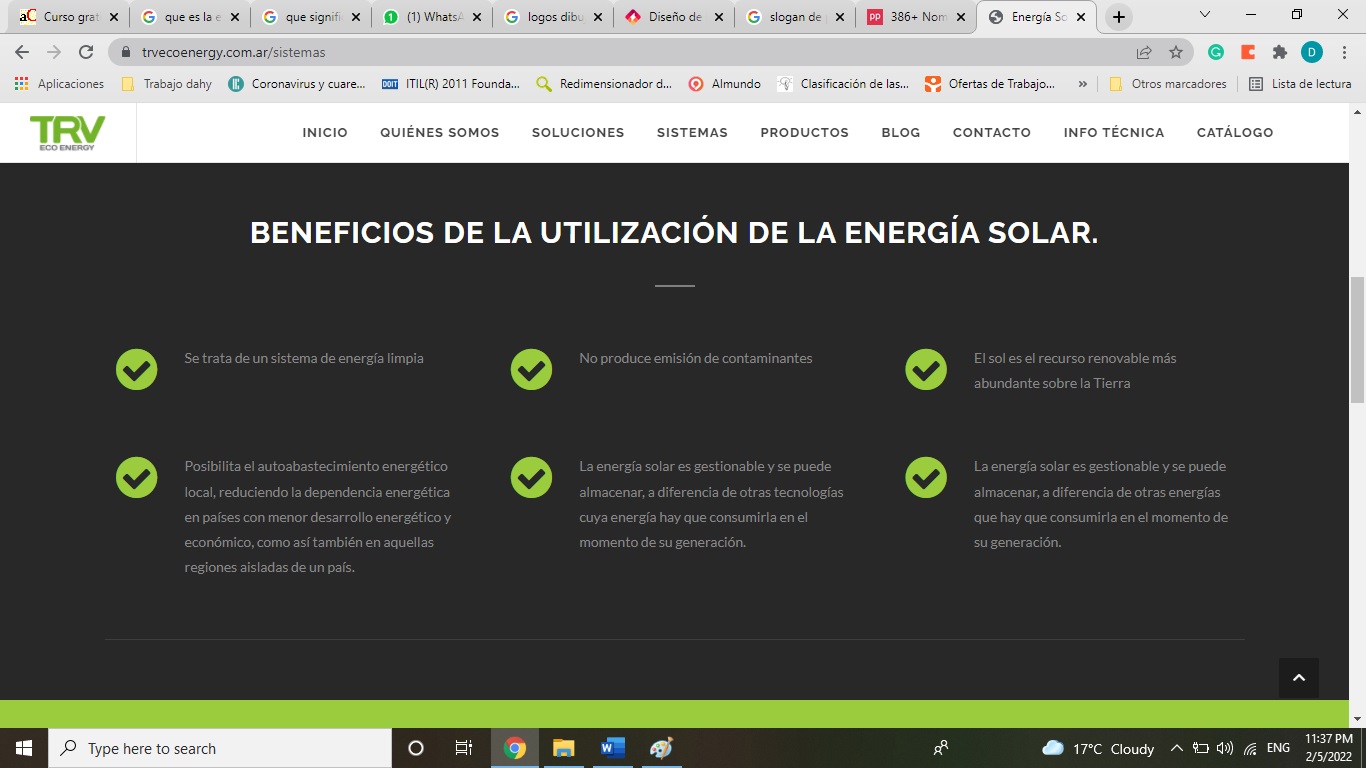 aC Curso grat
que es la e
que signifi
(1) WhatsA
logos dibu
Diseño de
slogan de
PP 386+ Nom
Energía So
trvecoenergy.com.ar/sistemas
D
Aplicaciones
Trabajo dahy
Coronavirus y cuare...
DOIT ITIL(R) 2011 Founda...
Redimensionador d...
Almundo
Clasificación de las...
Ofertas de Trabajo...
»
Otros marcadores
Lista de lectura
TRV
ECO ENERGY
INICIO
QUIÉNES SOMOS
SOLUCIONES
SISTEMAS
PRODUCTOS
BLOG
CONTACTO
INFO TÉCNICA
CATÁLOGO
BENEFICIOS DE LA UTILIZACIÓN DE LA ENERGÍA SOLAR.
Se trata de un sistema de energía limpia
No produce emisión de contaminantes
El sol es el recurso renovable más
abundante sobre la Tierra
Posibilita el autoabastecimiento energético
local, reduciendo la dependencia energética
en países con menor desarrollo energético y
económico, como así también en aquellas
regiones aisladas de un país.
La energía solar es gestionable y se puede
almacenar, a diferencia de otras tecnologías
cuya energía hay que consumirla en el
momento de su generación.
La energía solar es gestionable y se puede
almacenar, a diferencia de otras energías
que hay que consumirla en el momento de
su generación.
Type here to search
17°C Cloudy
ENG
11:37 PM
2/5/2022